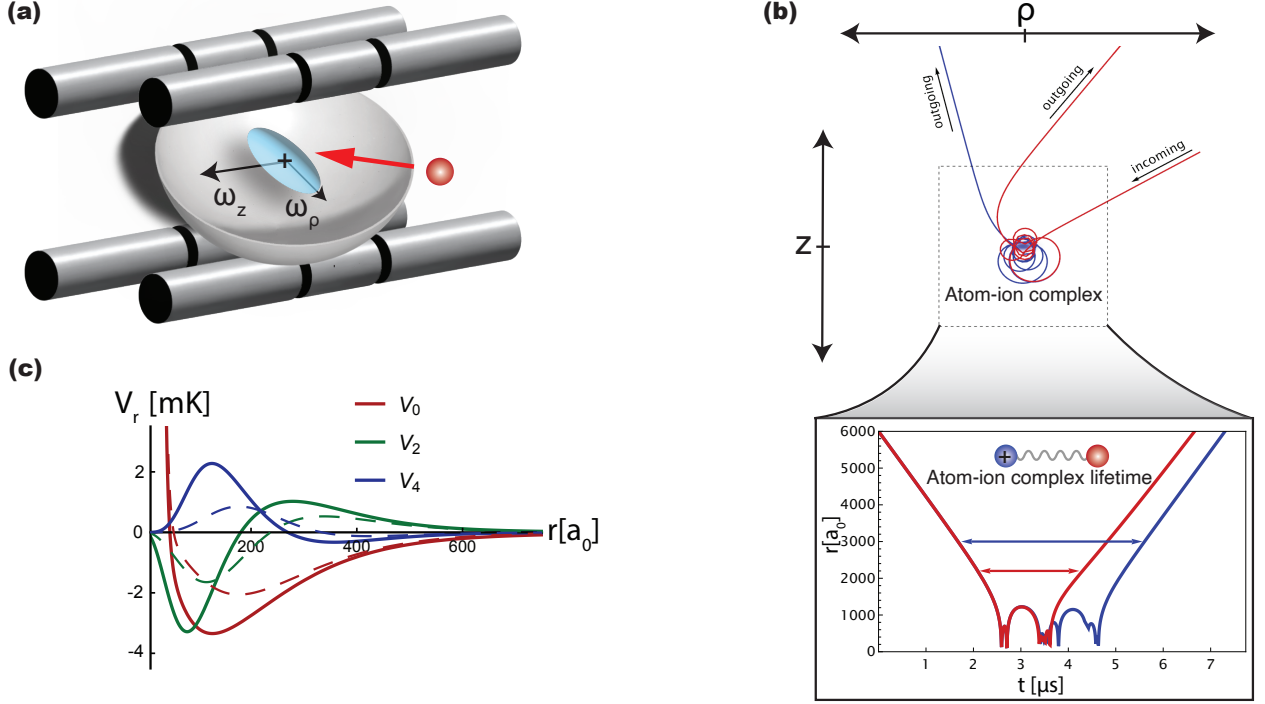 (a)
ω_z
ω_ρ
(b)
ρ
outgoing
outgoing
incoming
z
Atom-ion complex
+
Atom-ion complex lifetime
r[a_0]
6000
5000
4000
3000
2000
1000
0
1
2
3
4
5
6
7
t [μs]
(c)
V_r [mK]
V_0
V_2
V_4
2
0
-2
-4
200
400
600
r[a_0]